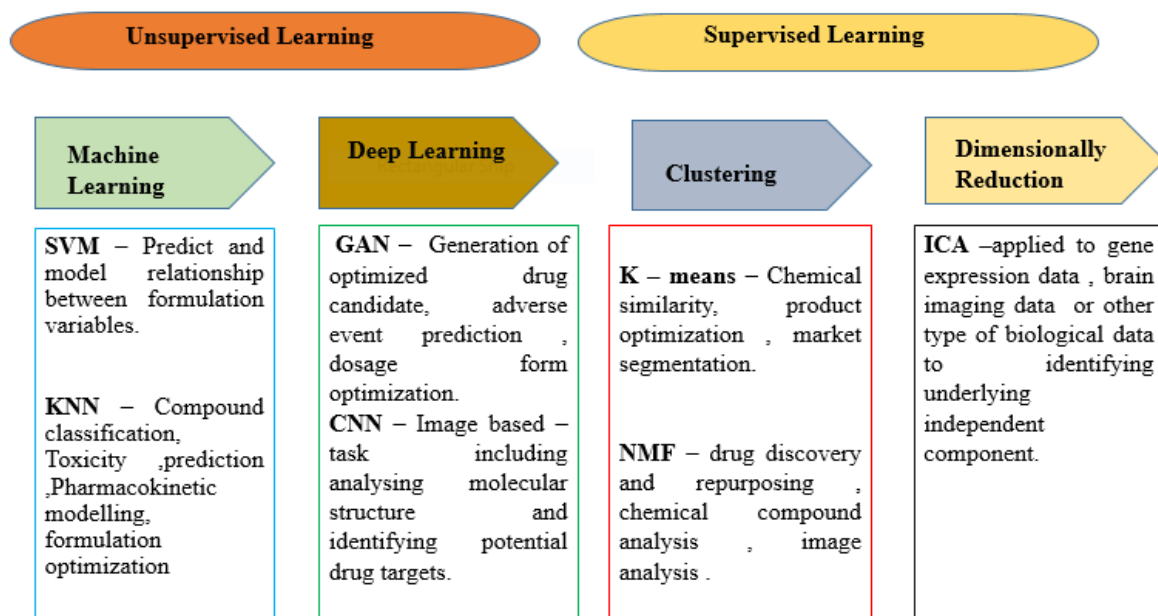 Unsupervised Learning
Supervised Learning
Machine
Learning
Deep Learning
Clustering
Dimensionally
Reduction
SVM – Predict and
model relationship
between formulation
variables.
KNN – Compound
classification,
Toxicity ,prediction
,Pharmacokinetic
modelling,
formulation
optimization
GAN – Generation of
optimized drug
candidate, adverse
event prediction ,
dosage form
optimization.
CNN – Image based –
task including
analysing molecular
structure and
identifying potential
drug targets.
K – means – Chemical
similarity, product
optimization , market
segmentation.
NMF – drug discovery
and repurposing ,
chemical compound
analysis , image
analysis .
ICA –applied to gene
expression data , brain
imaging data or other
type of biological data
to identifying
underlying
independent
component.